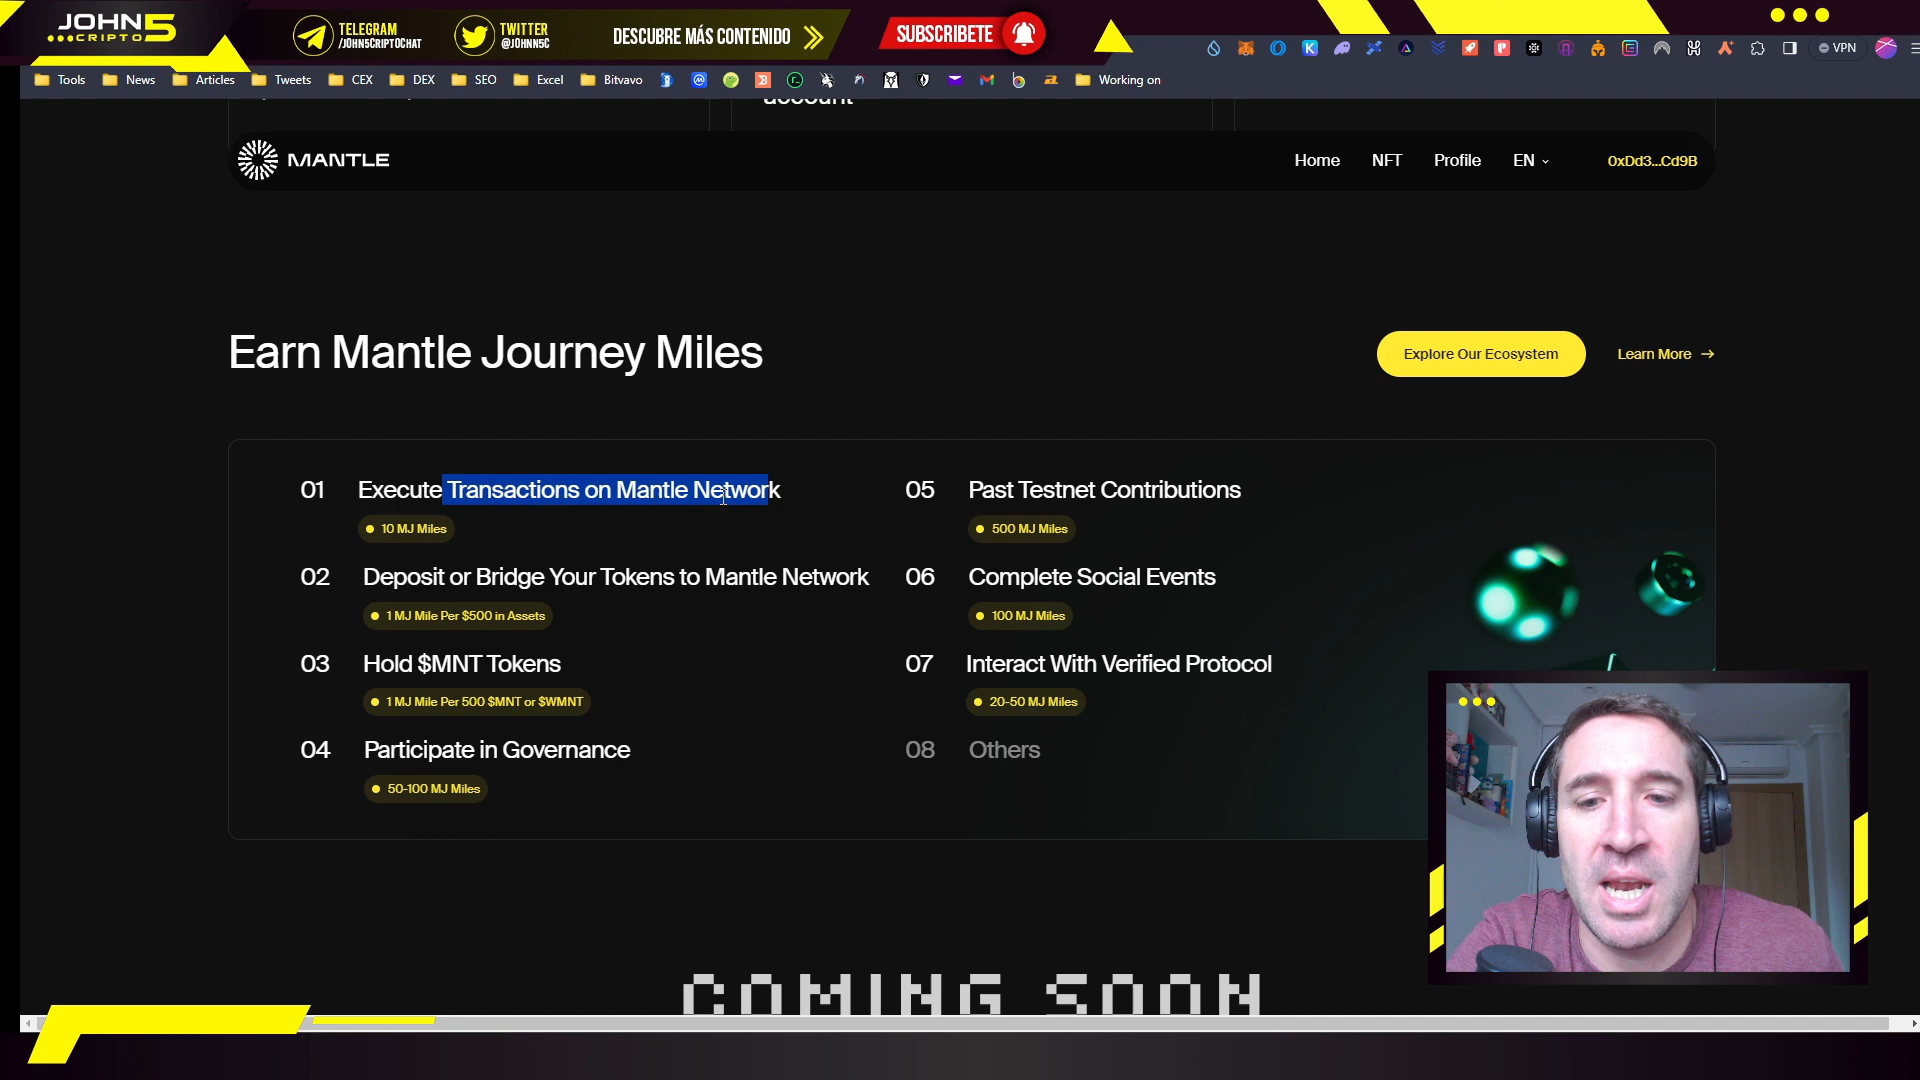 JOHN 5
CRIPTO
TELEGRAM
/JOHN5CRIPTOCHAT
TWITTER
@J0HNN5C
DESCUBRE MÁS CONTENIDO
SUBSCRIBETE
VPN
Tools
News
Articles
Tweets
CEX
DEX
SEO
Excel
Bitvavo
Working on
account
MANTLE
Home
NFT
Profile
EN
0xDd3...Cd9B
Earn Mantle Journey Miles
Explore Our Ecosystem
Learn More →
01 Execute Transactions on Mantle Network
10 MJ Miles
02 Deposit or Bridge Your Tokens to Mantle Network
1 MJ Mile Per $500 in Assets
03 Hold $MNT Tokens
1 MJ Mile Per 500 $MNT or $WMNT
04 Participate in Governance
50-100 MJ Miles
05 Past Testnet Contributions
500 MJ Miles
06 Complete Social Events
100 MJ Miles
07 Interact With Verified Protocol
20-50 MJ Miles
08 Others
COMING SOON